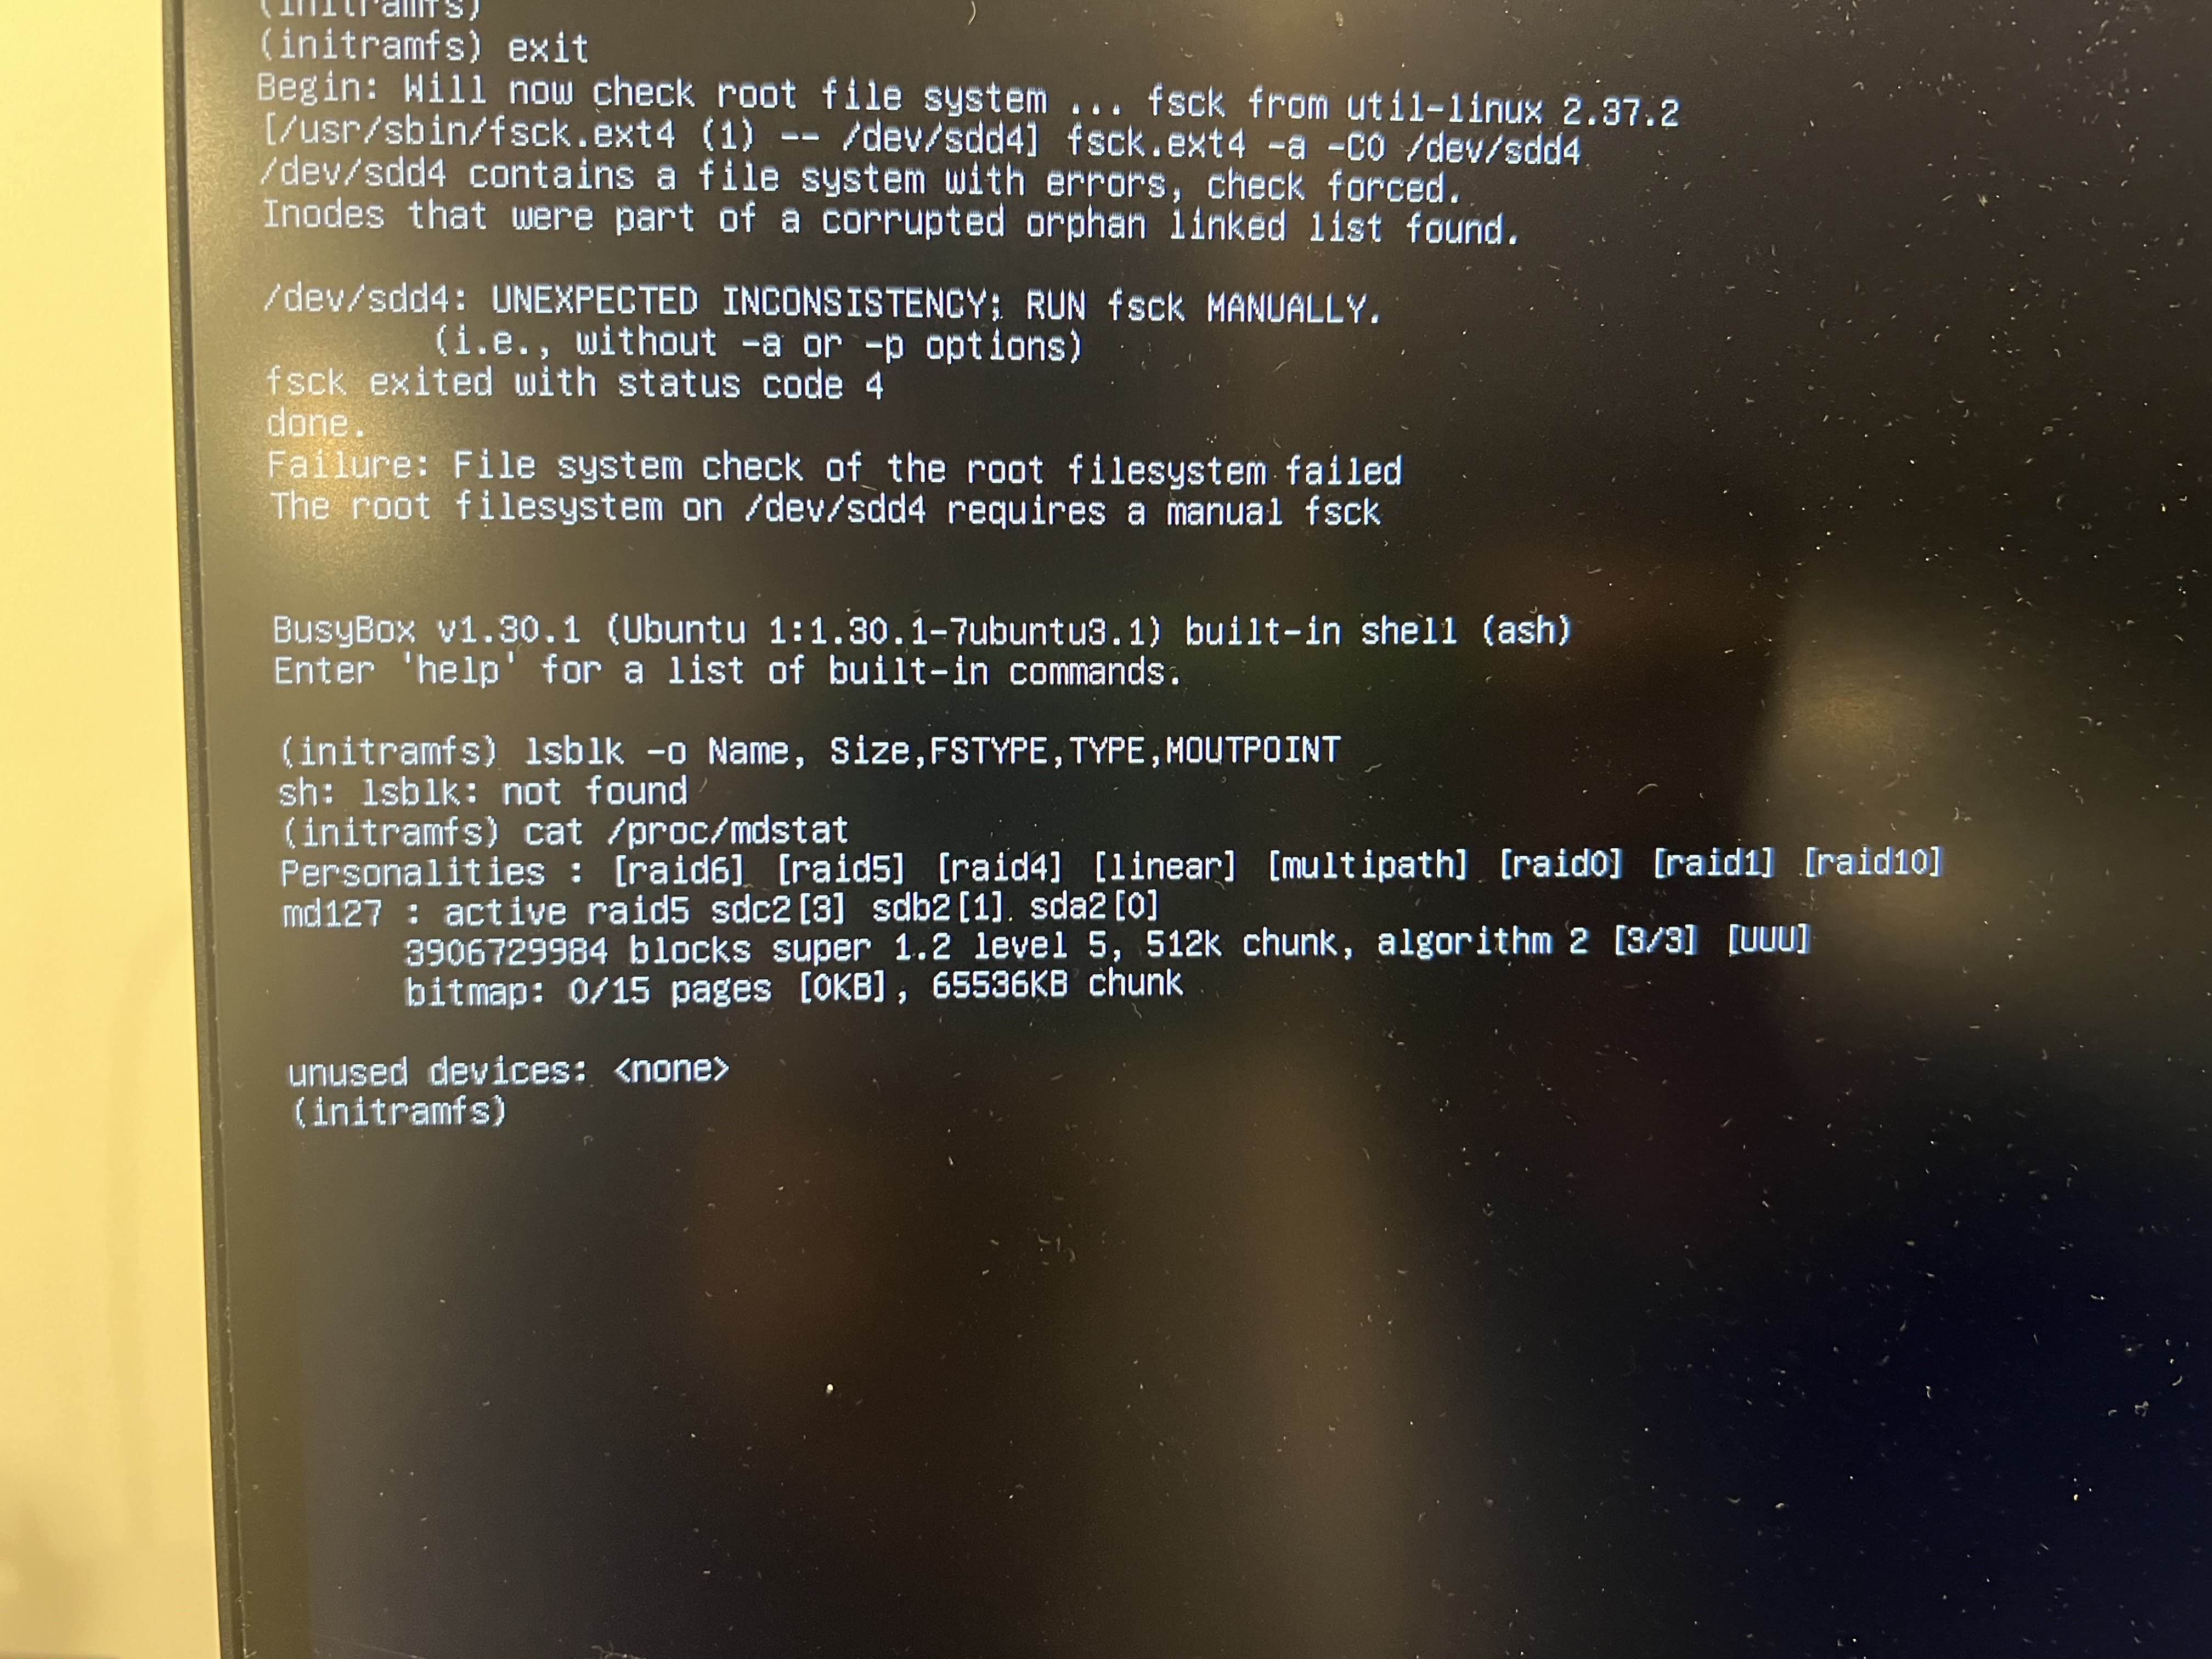 (initramfs)
(initramfs) exit
Begin: Will now check root file system ... fsck from util-linux 2.37.2
[/usr/sbin/fsck.ext4 (1) -- /dev/sdd4] fsck.ext4 -a -C0 /dev/sdd4
/dev/sdd4 contains a file system with errors, check forced.
Inodes that were part of a corrupted orphan linked list found.
/dev/sdd4: UNEXPECTED INCONSISTENCY; RUN fsck MANUALLY.
(i.e., without -a or -p options)
fsck exited with status code 4
done.
Failure: File system check of the root filesystem failed
The root filesystem on /dev/sdd4 requires a manual fsck
BusyBox v1.30.1 (Ubuntu 1:1.30.1-7ubuntu3.1) built-in shell (ash)
Enter 'help' for a list of built-in commands.
(initramfs) lsblk -o Name, Size,FSTYPE,TYPE,MOUTPOINT
sh: lsblk: not found
(initramfs) cat /proc/mdstat
Personalities : [raid6] [raid5] [raid4] [linear] [multipath] [raid0] [raid1] [raid10]
md127 : active raid5 sdc2[3] sdb2[1] sda2[0]
3906729984 blocks super 1.2 level 5, 512k chunk, algorithm 2 [3/3] [UUU]
bitmap: 0/15 pages [0KB], 65536KB chunk
unused devices: <none>
(initramfs)